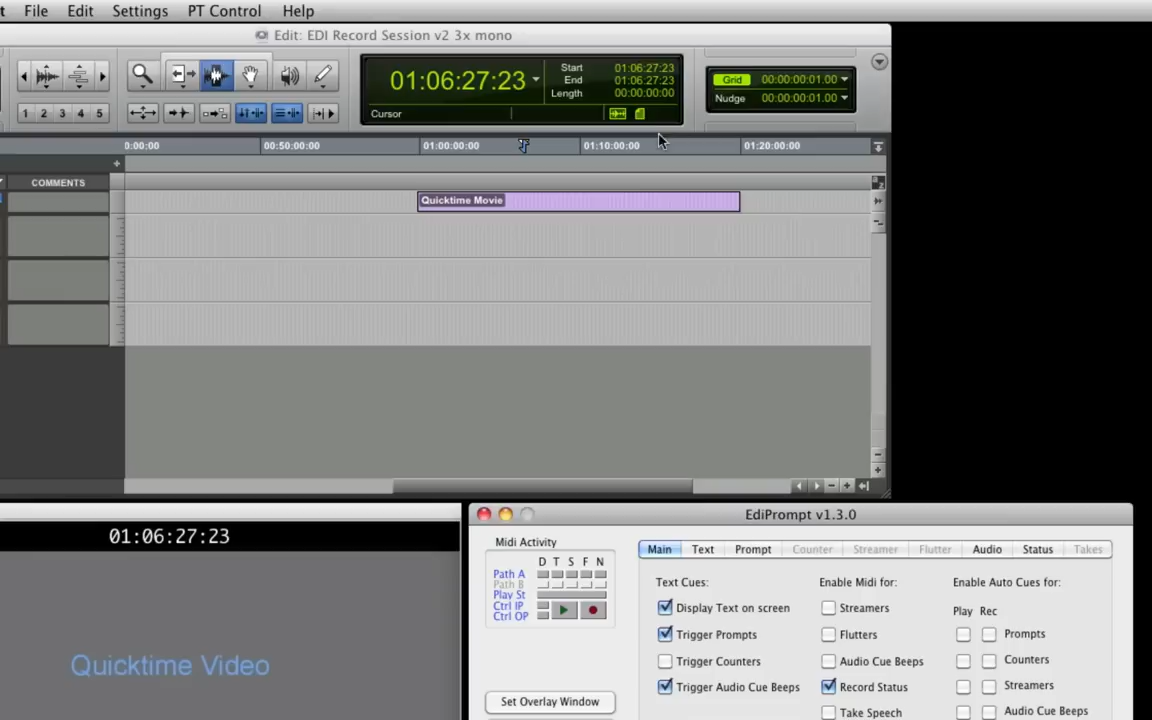 File Edit Settings PT Control Help
Edit: EDI Record Session v2 3x mono
01:06:27:23
Start 01:06:27:23
End 01:06:27:23
Length 00:00:00:00
Cursor
Grid 00:00:00:01.00
Nudge 00:00:00:01.00
1 2 3 4 5
0:00:00 00:50:00:00 01:00:00:00 01:10:00:00 01:20:00:00
COMMENTS
Quicktime Movie
01:06:27:23
Quicktime Video
EdiPrompt v1.3.0
Midi Activity
D T S F N
Path A
Path B
Play St
Ctrl IP
Ctrl OP
Set Overlay Window
Main Text Prompt Counter Streamer Flutter Audio Status Takes
Text Cues:
Display Text on screen
Trigger Prompts
Trigger Counters
Trigger Audio Cue Beeps
Enable Midi for:
Streamers
Flutters
Audio Cue Beeps
Record Status
Take Speech
Enable Auto Cues for:
Play Rec
Prompts
Counters
Streamers
Audio Cue Beeps